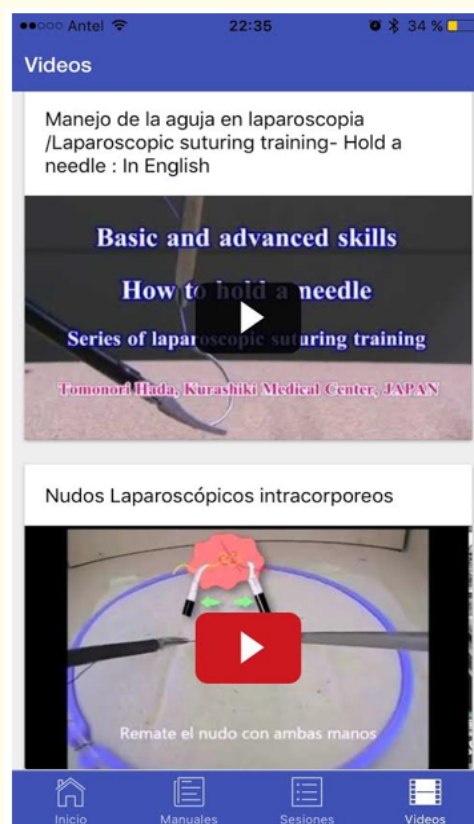 Antel 22:35 34 %
Videos
Manejo de la aguja en laparoscopia
/Laparoscopic suturing training- Hold a
needle : In English
Basic and advanced skills
How to hold a needle
Series of laparoscopic suturing training
Tomonori Hada, Kurashiki Medical Center, JAPAN
Nudos Laparoscópicos intracorporeos
Remate el nudo con ambas manos
Inicio Manuales Sesiones Videos